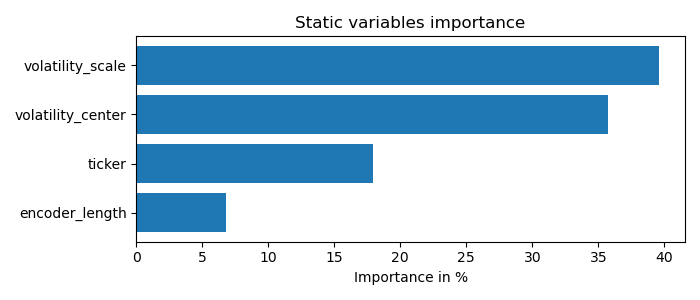 Static variables importance
volatility_scale
volatility_center
ticker
encoder_length
0 5 10 15 20 25 30 35 40
Importance in %